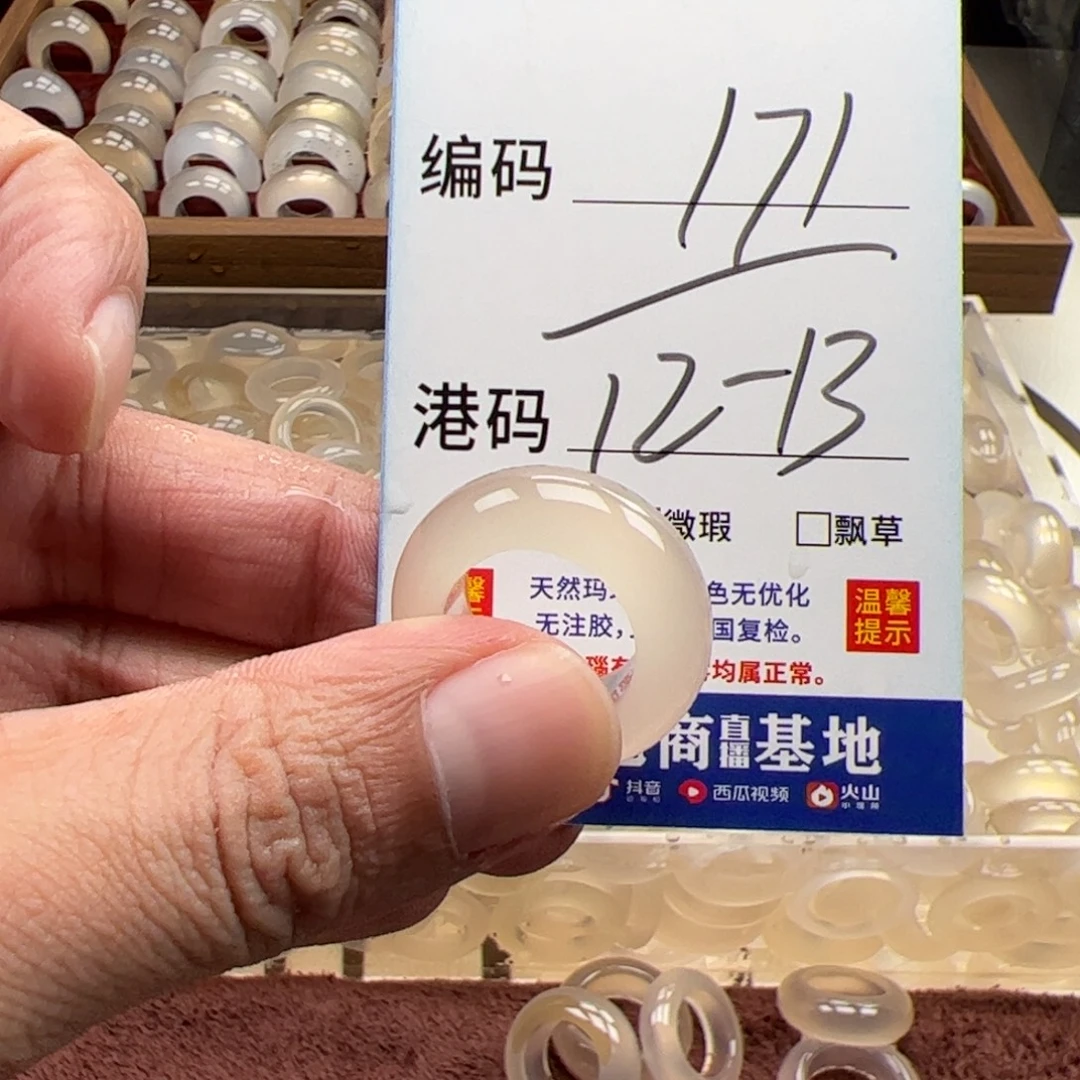 编码 171
港码 12-13
微瑕 □飘草
天然玛 色无优化 温馨
无注胶, 国复检。 提示
均属正常。
商直播基地
抖音 西瓜视频 火山